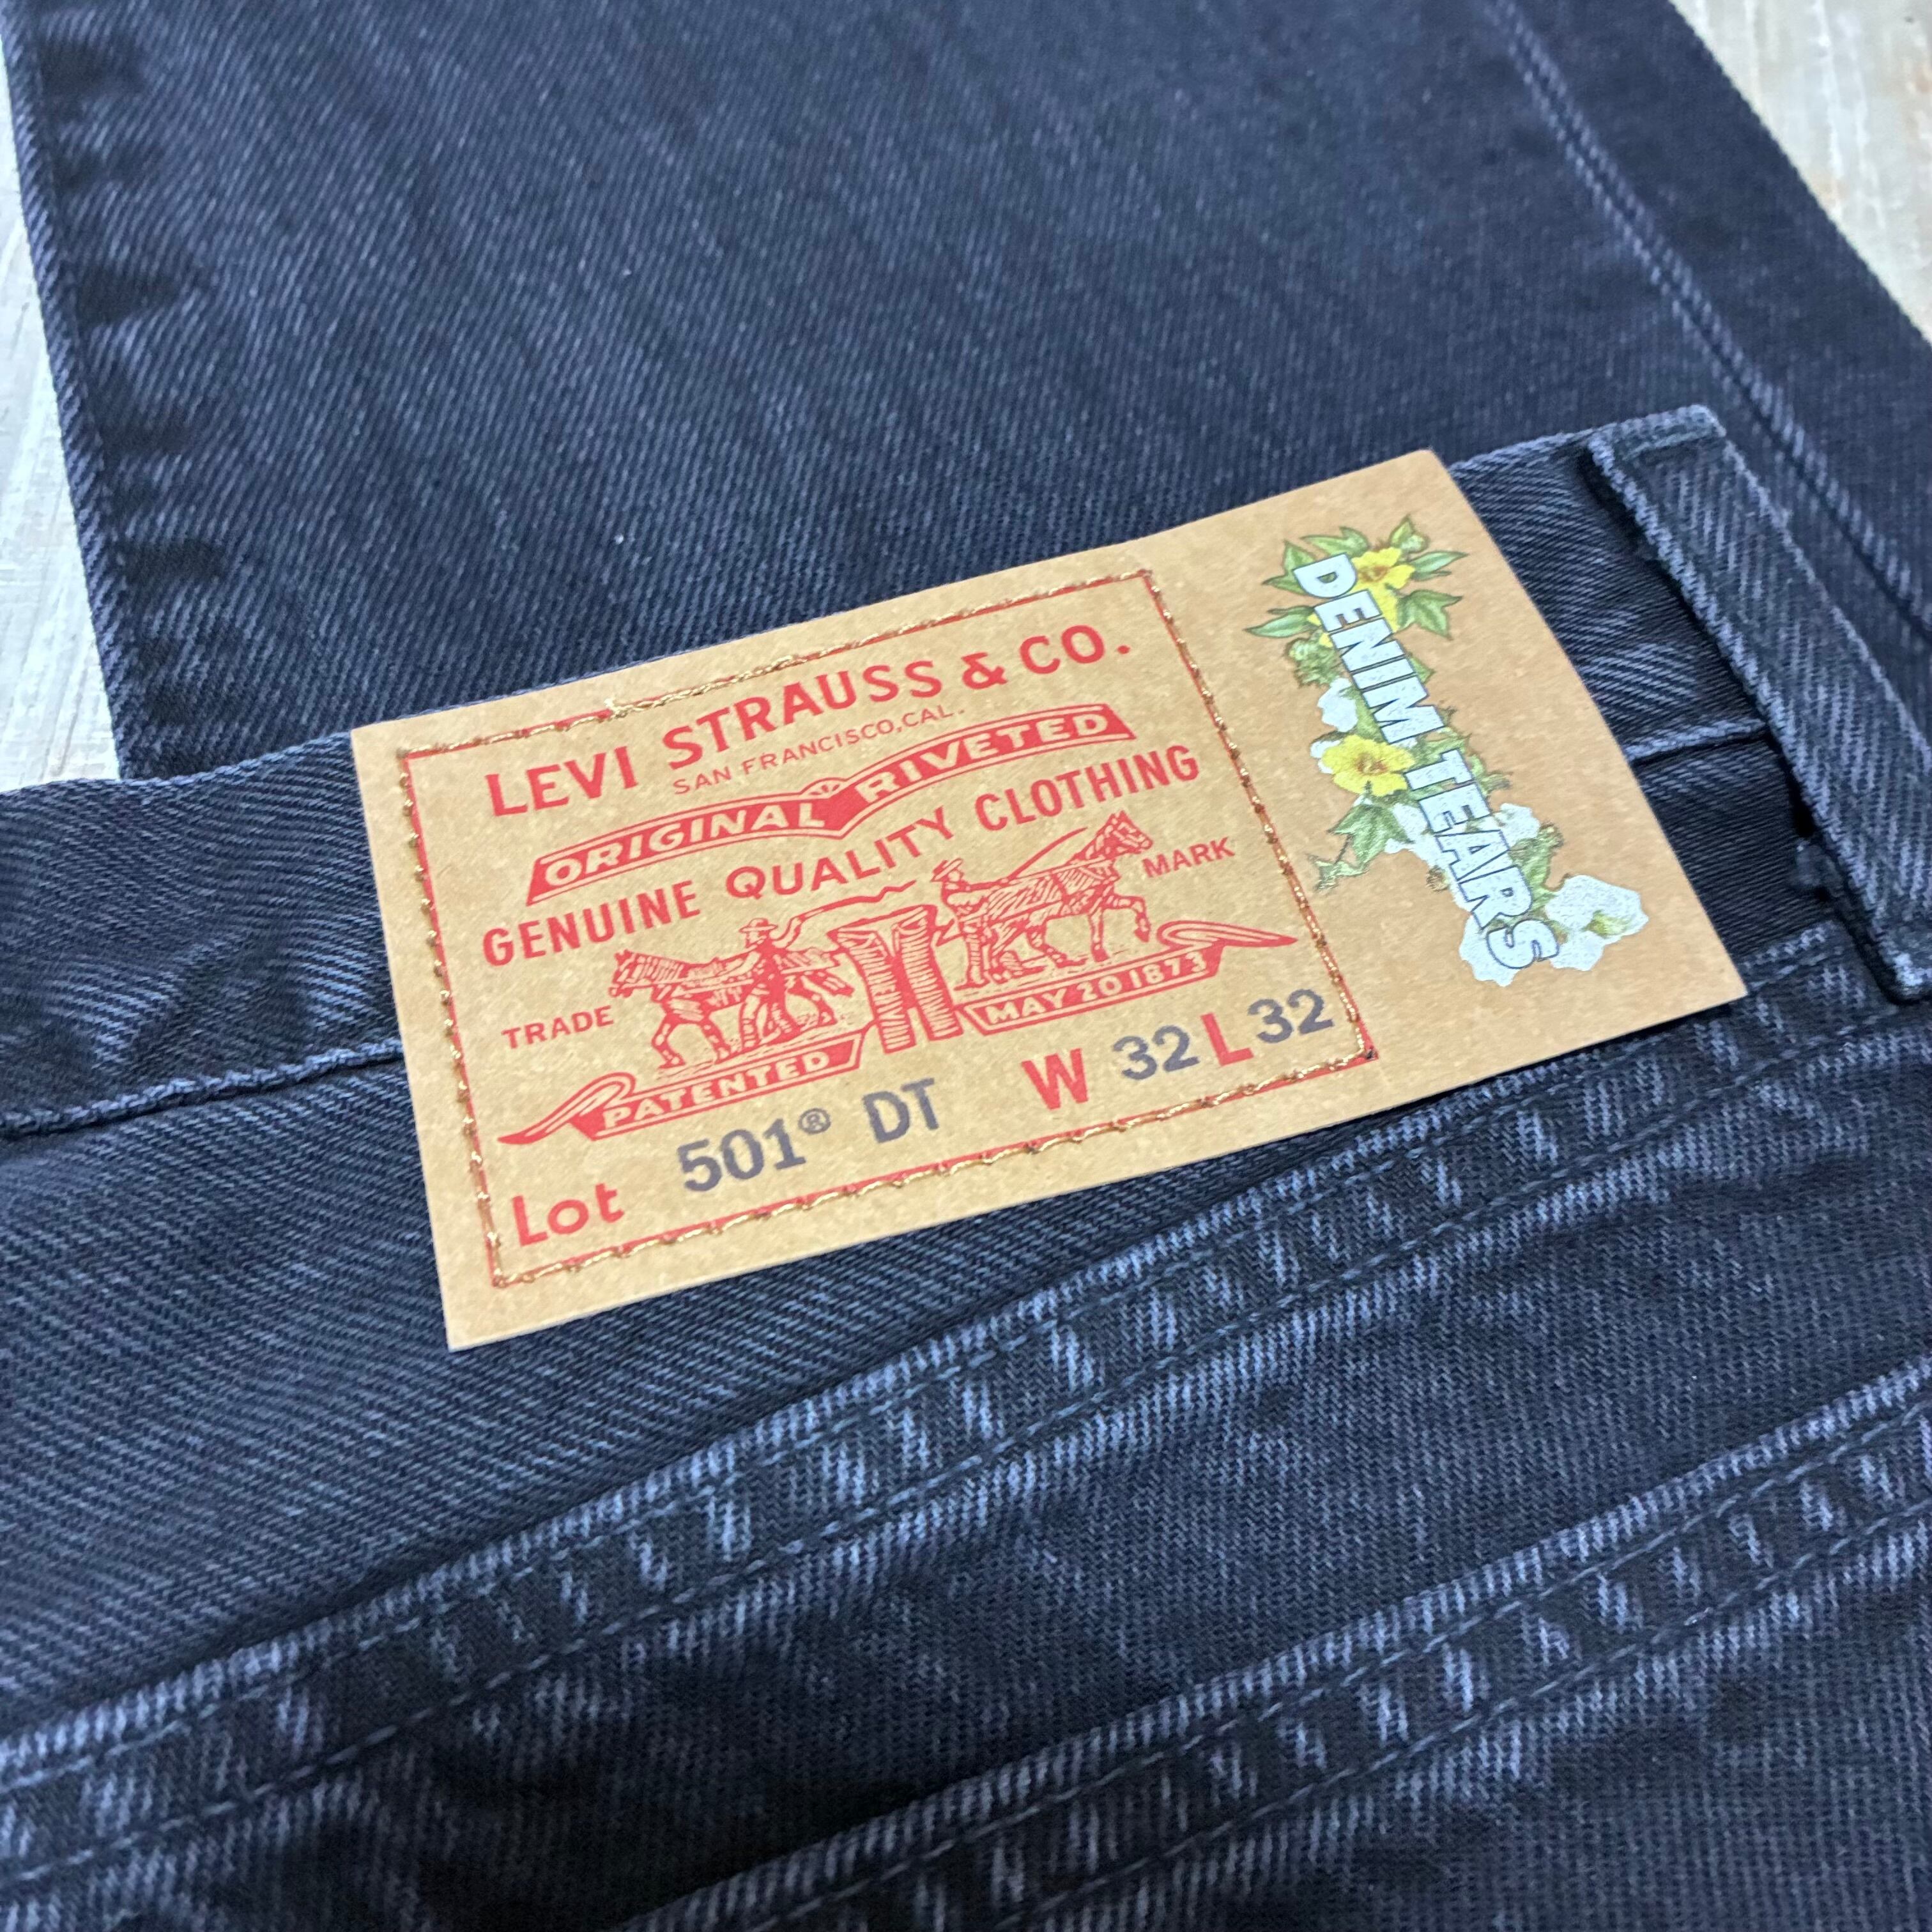 LEVI STRAUSS & CO.
SAN FRANCISCO, CAL.
ORIGINAL RIVETED
GENUINE QUALITY CLOTHING
TRADE MARK
PATENTED MAY 20 1873
Lot 501® DT W 32 L 32
DENIM TEARS